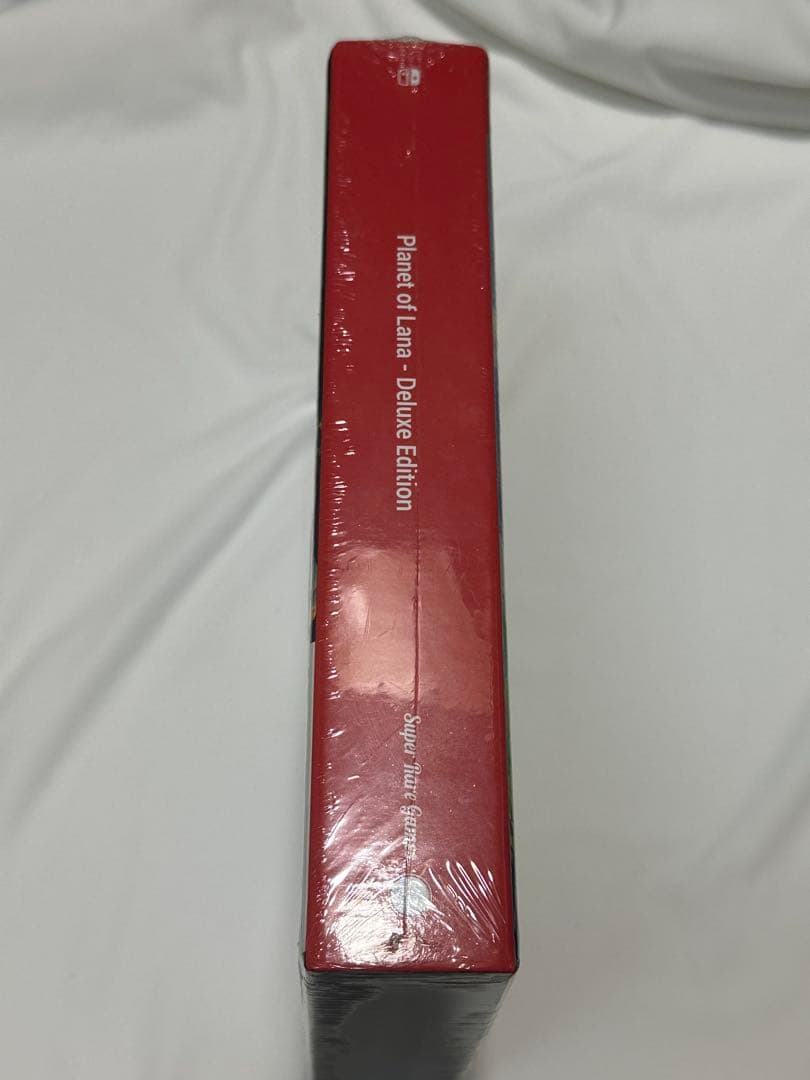 Planet of Lana - Deluxe Edition
Super Rare Games